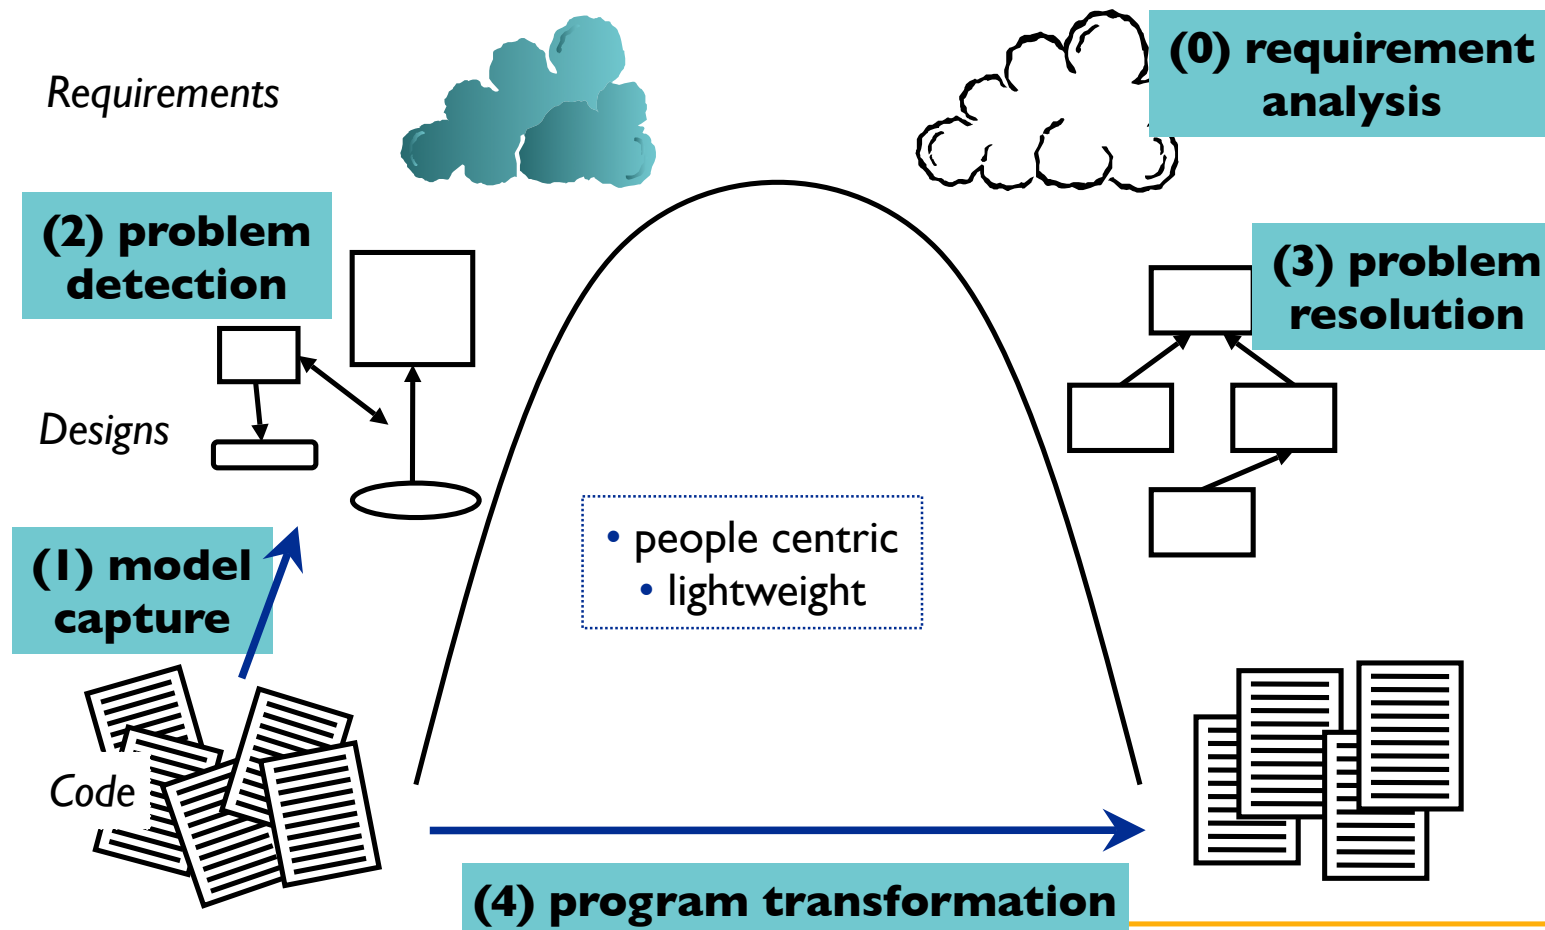 Requirements
(0) requirement
analysis
(2) problem
detection
(3) problem
resolution
Designs
• people centric
• lightweight
(1) model
capture
Code
(4) program transformation